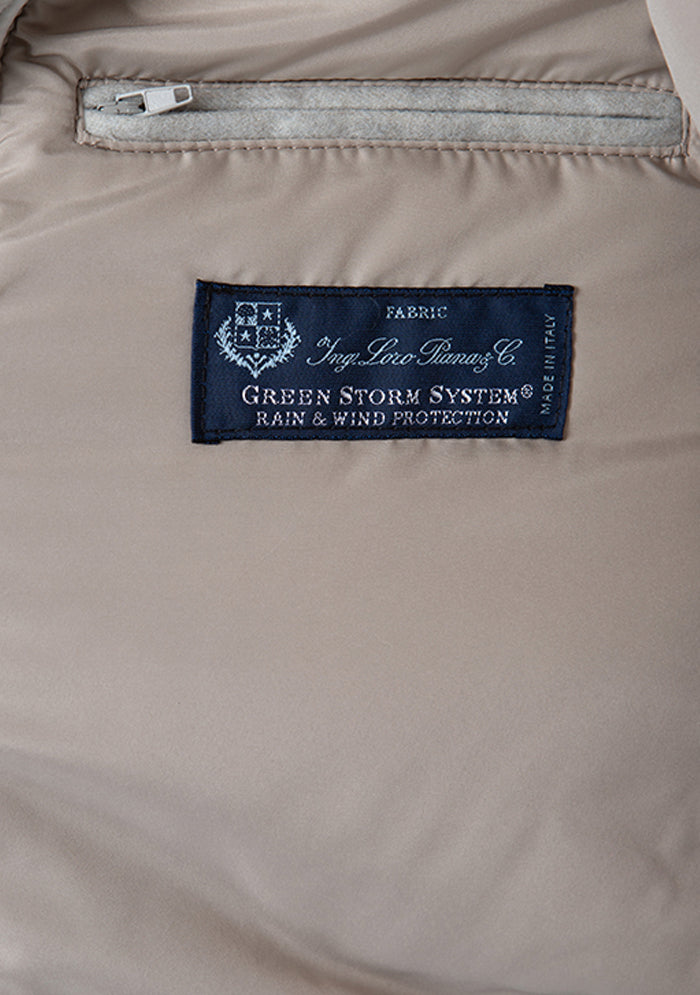 FABRIC
Ing. Loro Piana & C.
GREEN STORM SYSTEM®
RAIN & WIND PROTECTION
MADE IN ITALY